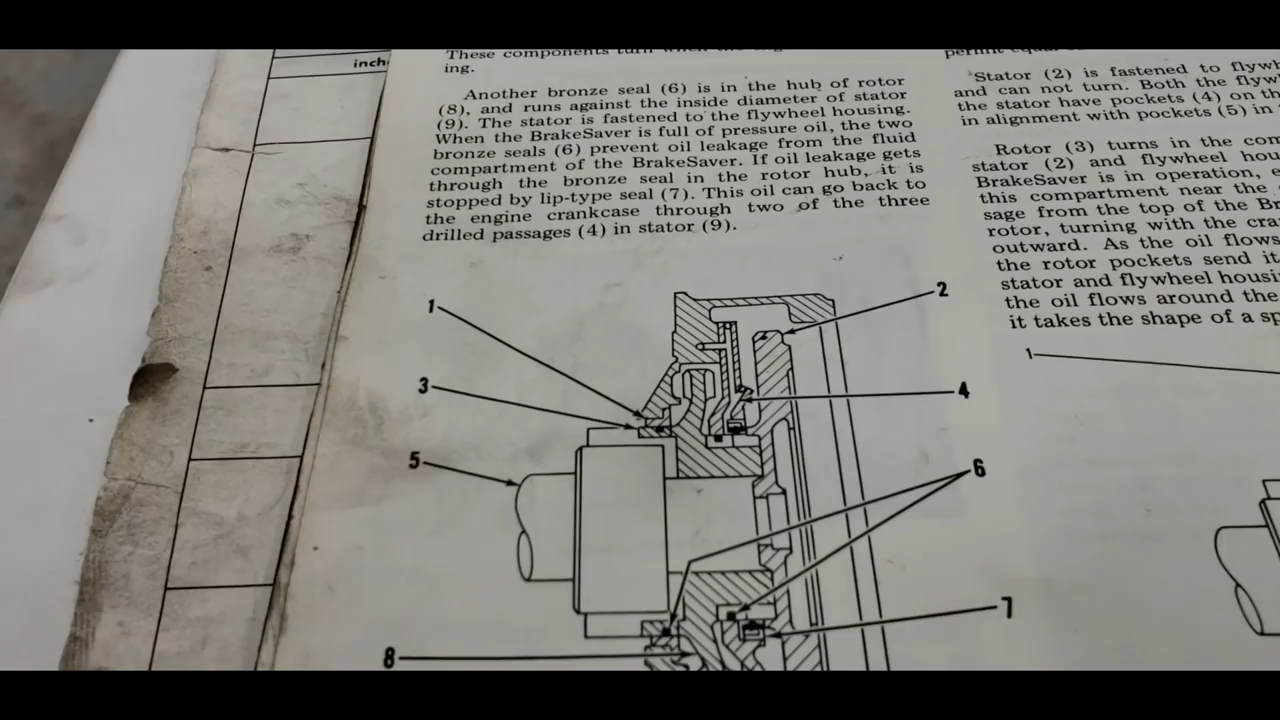 inch
These components turn when the eng
ing.
Another bronze seal (6) is in the hub of rotor
(8), and runs against the inside diameter of stator
(9). The stator is fastened to the flywheel housing.
When the BrakeSaver is full of pressure oil, the two
bronze seals (6) prevent oil leakage from the fluid
compartment of the BrakeSaver. If oil leakage gets
through the bronze seal in the rotor hub, it is
stopped by lip-type seal (7). This oil can go back to
the engine crankcase through two of the three
drilled passages (4) in stator (9).
1
2
3
4
5
6
7
8
permit equal
Stator (2) is fastened to flywh
and can not turn. Both the flyw
the stator have pockets (4) on th
in alignment with pockets (5) in
Rotor (3) turns in the com
stator (2) and flywheel hou
BrakeSaver is in operation, e
this compartment near the
sage from the top of the Br
rotor, turning with the cra
outward. As the oil flows
the rotor pockets send it
stator and flywheel housi
the oil flows around the
it takes the shape of a sp
1